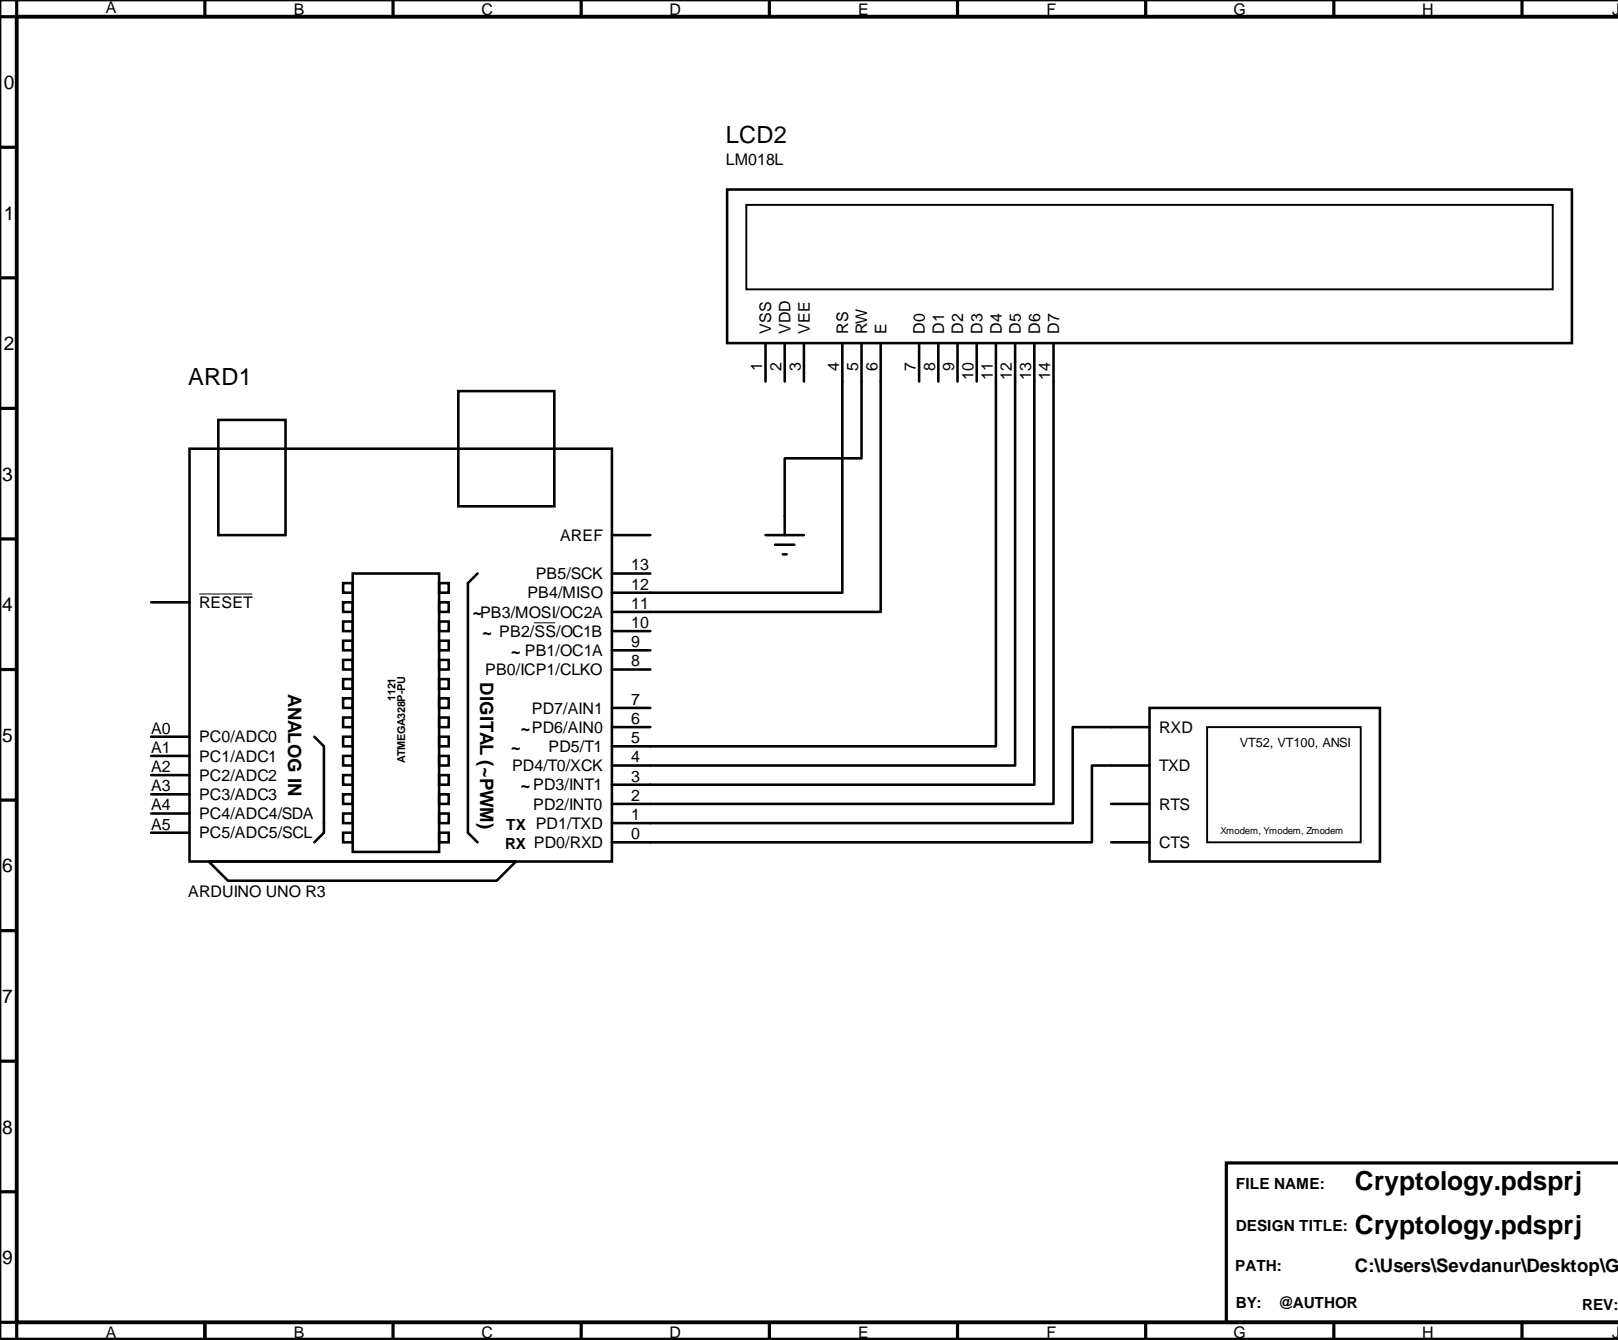 A B C D E F G H J
0
1
2
3
4
5
6
7
8
9
LCD2
LM018L
VSS
VDD
VEE
RS
RW
E
D0
D1
D2
D3
D4
D5
D6
D7
1
2
3
4
5
6
7
8
9
10
11
12
13
14
ARD1
AREF
PB5/SCK 13
PB4/MISO 12
~PB3/MOSI/OC2A 11
~ PB2/SS/OC1B 10
~ PB1/OC1A 9
PB0/ICP1/CLKO 8
PD7/AIN1 7
~PD6/AIN0 6
~ PD5/T1 5
PD4/T0/XCK 4
~PD3/INT1 3
PD2/INT0 2
TX PD1/TXD 1
RX PD0/RXD 0
RESET
A0 PC0/ADC0
A1 PC1/ADC1
A2 PC2/ADC2
A3 PC3/ADC3
A4 PC4/ADC4/SDA
A5 PC5/ADC5/SCL
ANALOG IN
1121
ATMEGA328P-PU
DIGITAL (~PWM)
ARDUINO UNO R3
RXD
TXD
RTS
CTS
VT52, VT100, ANSI
Xmodem, Ymodem, Zmodem
FILE NAME: Cryptology.pdsprj
DESIGN TITLE: Cryptology.pdsprj
PATH: C:\Users\Sevdanur\Desktop\G
BY: @AUTHOR REV:
A B C D E F G H J